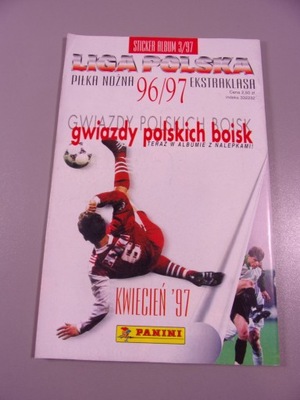 STICKER ALBUM 3/97
LIGA POLSKA
PIŁKA NOŻNA 96/97 EKSTRAKLASA
GWIAZDY POLSKICH BOISK
gwiazdy polskich boisk
TERAZ W ALBUMIE Z NALEPKAMI!
KWIECIEŃ '97
PANINI